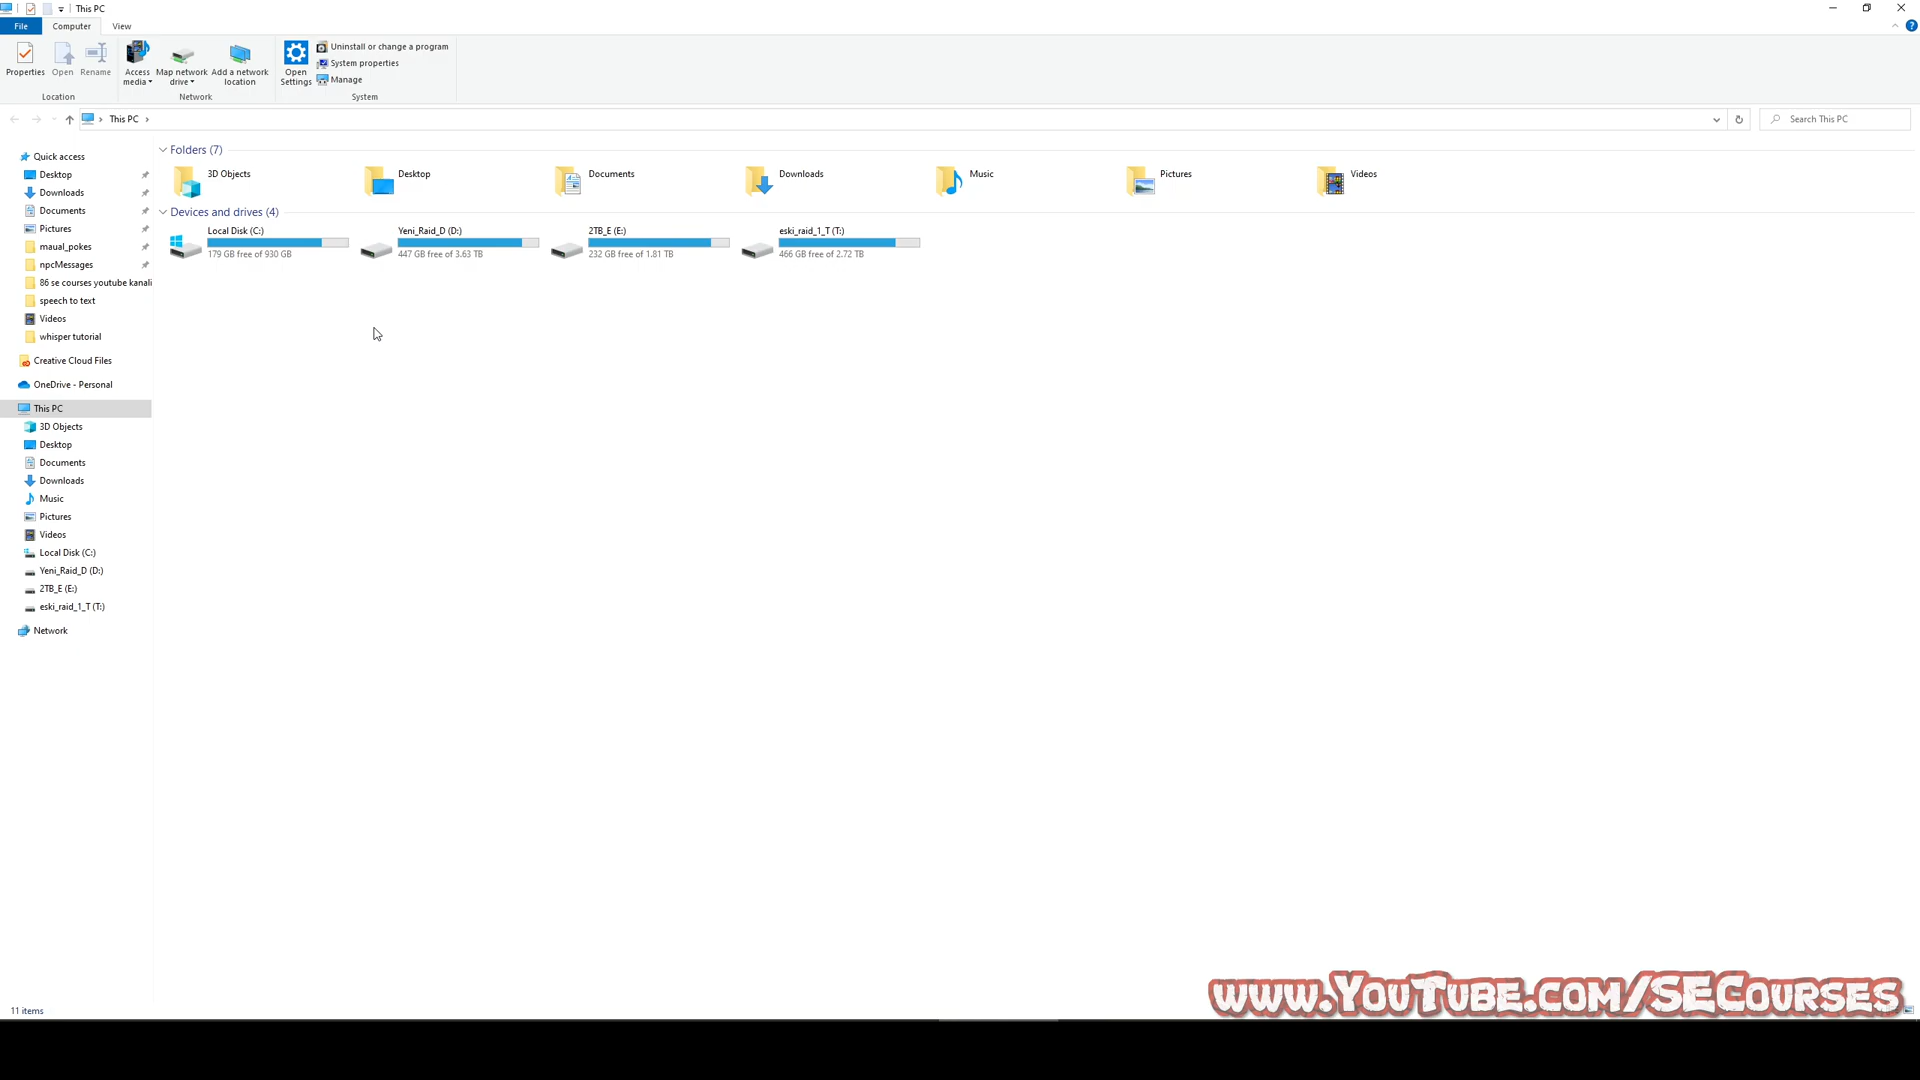 This PC
File Computer View
Properties Open Rename Access media Map network drive Add a network location Open Settings Uninstall or change a program
System properties
Manage
Location Network System
This PC
Search This PC
Quick access
Desktop
Downloads
Documents
Pictures
maual_pokes
npcMessages
86 se courses youtube kanali
speech to text
Videos
whisper tutorial
Creative Cloud Files
OneDrive - Personal
This PC
3D Objects
Desktop
Documents
Downloads
Music
Pictures
Videos
Local Disk (C:)
Yeni_Raid_D (D:)
2TB_E (E:)
eski_raid_1_T (T:)
Network
Folders (7)
3D Objects Desktop Documents Downloads Music Pictures Videos
Devices and drives (4)
Local Disk (C:) Yeni_Raid_D (D:) 2TB_E (E:) eski_raid_1_T (T:)
179 GB free of 930 GB 447 GB free of 3.63 TB 232 GB free of 1.81 TB 466 GB free of 2.72 TB
11 items
www.YouTube.com/SECourses